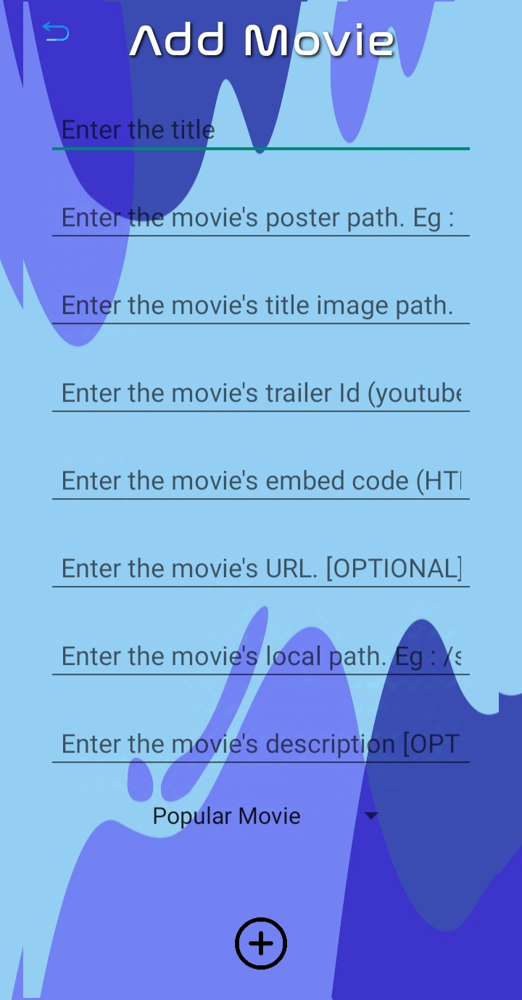 Add Movie
Enter the title
Enter the movie's poster path. Eg :
Enter the movie's title image path.
Enter the movie's trailer Id (youtube
Enter the movie's embed code (HT
Enter the movie's URL. [OPTIONAL]
Enter the movie's local path. Eg : /s
Enter the movie's description [OPT
Popular Movie